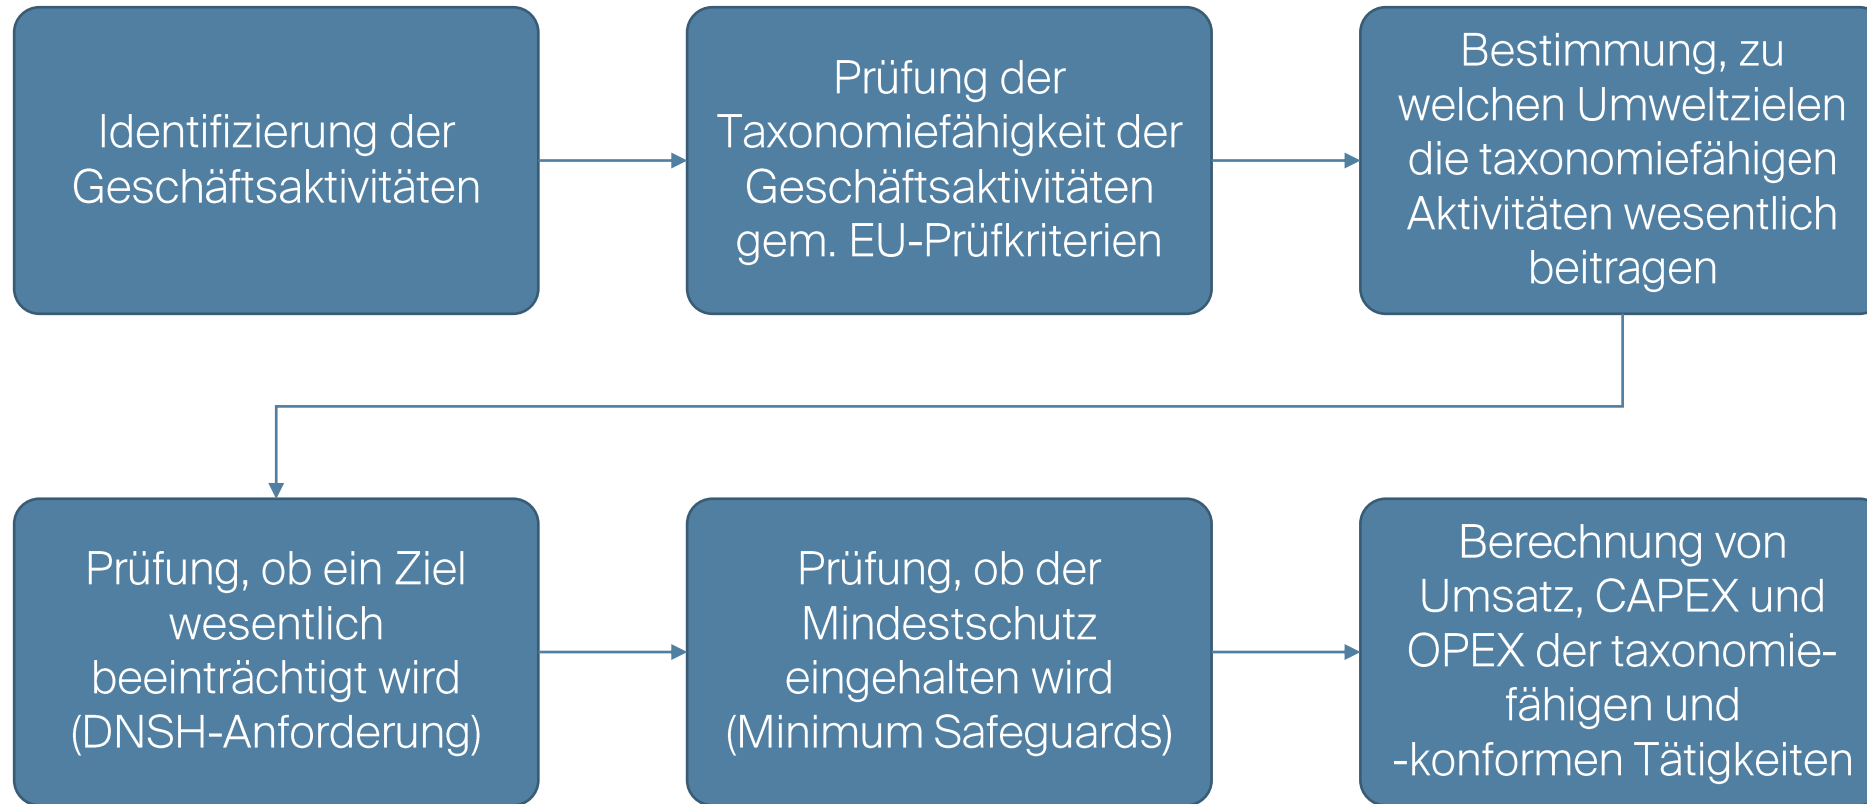 Identifizierung der
Geschäftsaktivitäten
Prüfung der
Taxonomiefähigkeit der
Geschäftsaktivitäten
gem. EU-Prüfkriterien
Bestimmung, zu
welchen Umweltzielen
die taxonomiefähigen
Aktivitäten wesentlich
beitragen
Prüfung, ob ein Ziel
wesentlich
beeinträchtigt wird
(DNSH-Anforderung)
Prüfung, ob der
Mindestschutz
eingehalten wird
(Minimum Safeguards)
Berechnung von
Umsatz, CAPEX und
OPEX der taxonomie-
fähigen und
-konformen Tätigkeiten